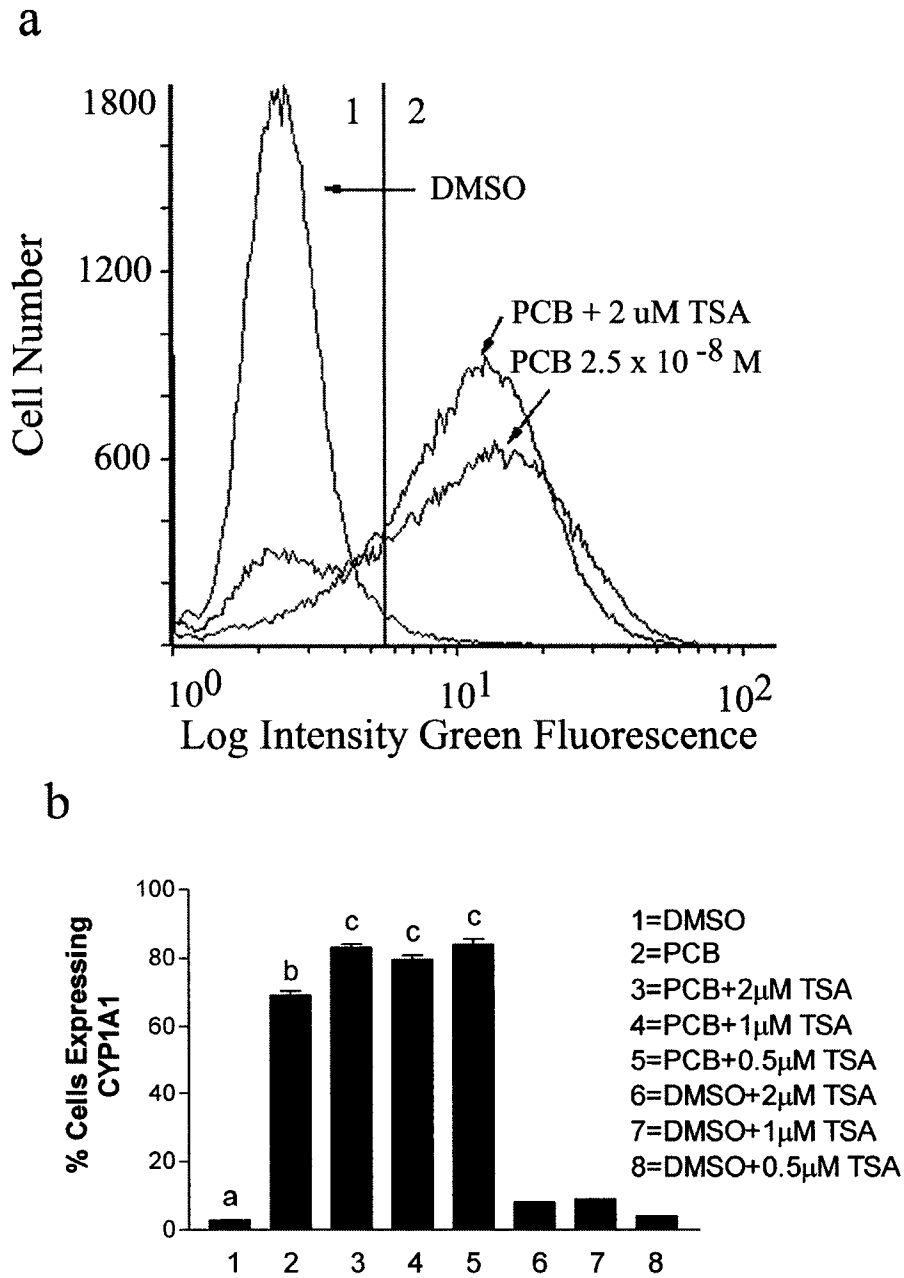 a
1800
1 2
DMSO
1200
PCB + 2 uM TSA
PCB 2.5 x 10 -8 M
600
Cell Number
10^0 10^1 10^2
Log Intensity Green Fluorescence
b
% Cells Expressing
CYP1A1
100
80
60
40
20
0
a
b
c
c
c
1 2 3 4 5 6 7 8
1=DMSO
2=PCB
3=PCB+2μM TSA
4=PCB+1μM TSA
5=PCB+0.5μM TSA
6=DMSO+2μM TSA
7=DMSO+1μM TSA
8=DMSO+0.5μM TSA